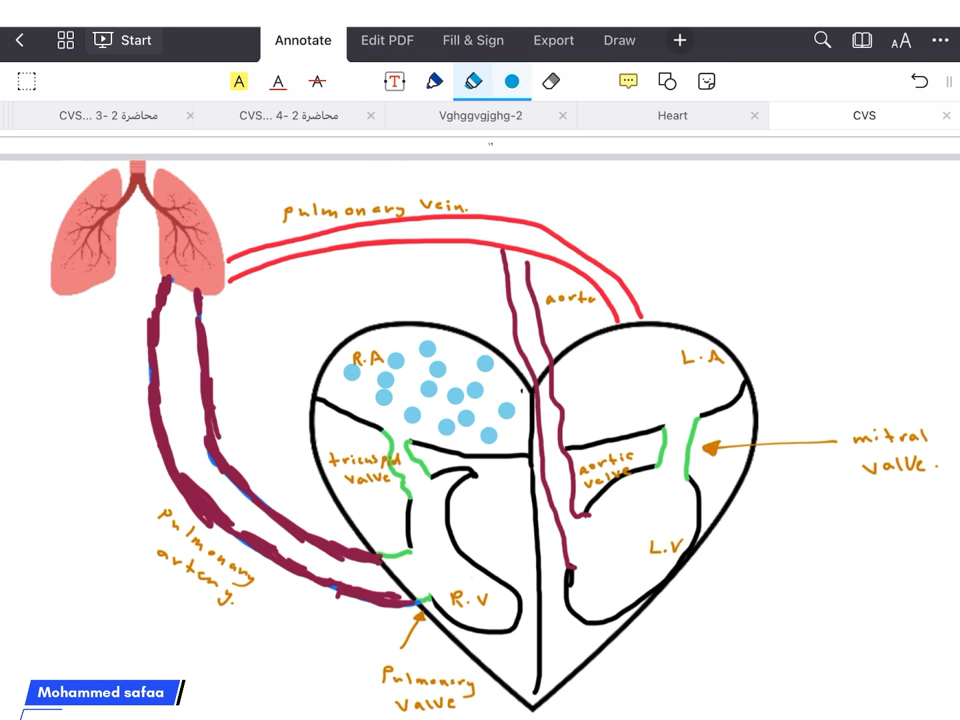 Start
Annotate
Edit PDF
Fill & Sign
Export
Draw
A
A
A
T
AA
CVS... 3- محاضرة 2
CVS... 4- محاضرة 2
Vghggvgjghg-2
Heart
CVS
١٩
pulmonary vein.
aorta
R.A
L.A
tricuspid
valve
aortic
valve
mitral
valve.
pulmonary
artery.
R.V
L.V
Pulmonary
valve
Mohammed safaa